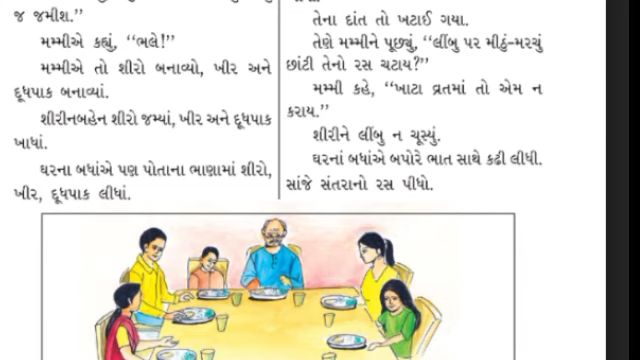 જ જમીશ.”
મમ્મીએ કહ્યું, “ભલે!”
મમ્મીએ તો શીરો બનાવ્યો, ખીર અને
દૂધપાક બનાવ્યાં.
શીરીનબહેન શીરો જમ્યાં, ખીર અને દૂધપાક
ખાધાં.
ઘરના બધાંએ પણ પોતાના ભાણામાં શીરો,
ખીર, દૂધપાક લીધાં.
તેના દાંત તો ખટાઈ ગયા.
તેણે મમ્મીને પૂછ્યું, “લીંબુ પર મીઠું-મરચું
છાંટી તેનો રસ ચટાય?”
મમ્મી કહે, “ખાટા વ્રતમાં તો એમ ન
કરાય.”
શીરીને લીંબુ ન ચૂસ્યું.
ઘરનાં બધાંએ બપોરે ભાત સાથે કઢી લીધી.
સાંજે સંતરાનો રસ પીધો.